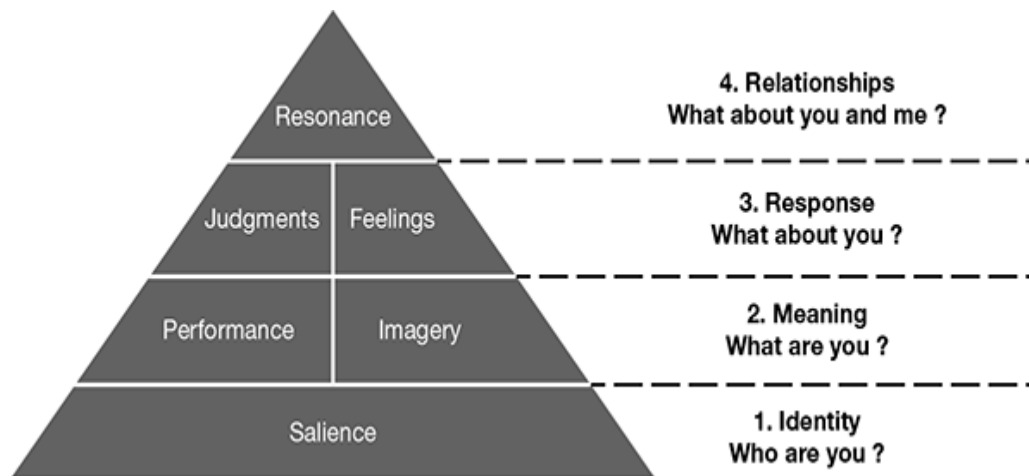 Resonance
4. Relationships
What about you and me ?
Judgments
Feelings
3. Response
What about you ?
Performance
Imagery
2. Meaning
What are you ?
Salience
1. Identity
Who are you ?